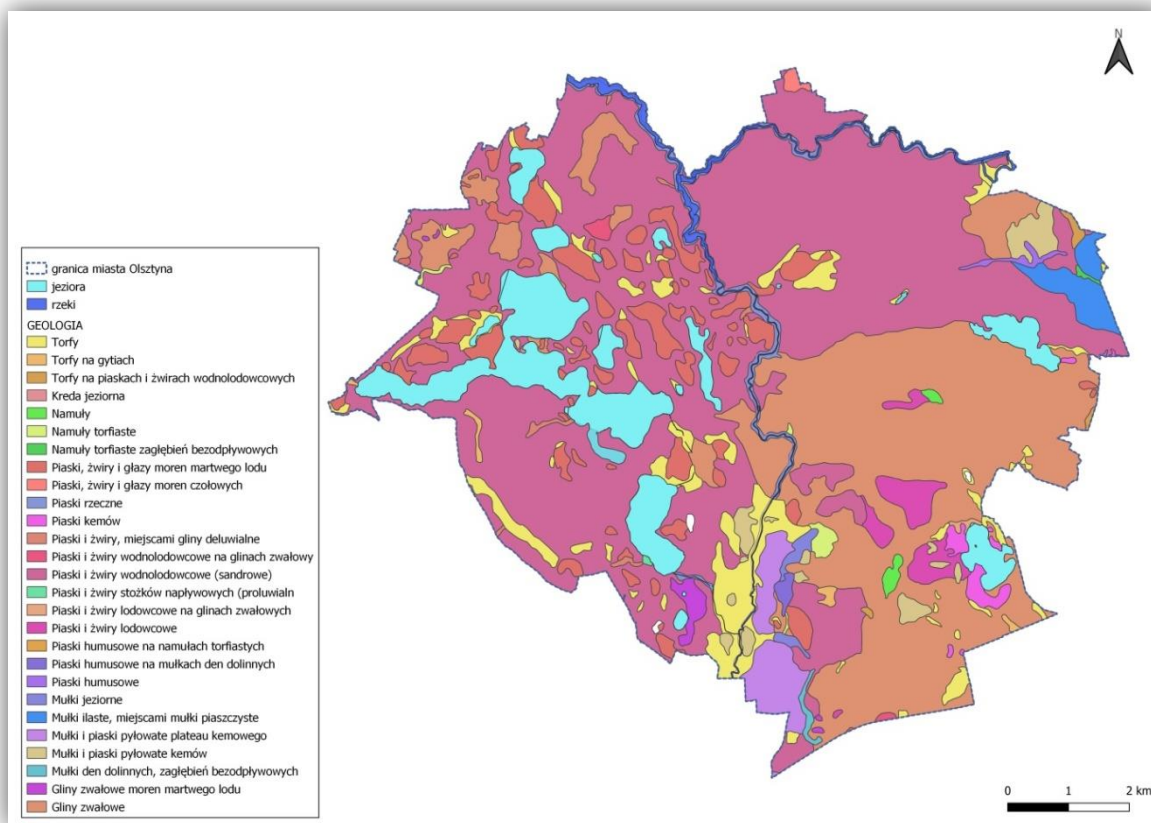 N
granica miasta Olsztyna
jeziora
rzeki
GEOLOGIA
Torfy
Torfy na gytiach
Torfy na piaskach i żwirach wodnolodowcowych
Kreda jeziorna
Namuły
Namuły torfiaste
Namuły torfiaste zagłębień bezodpływowych
Piaski, żwiry i głazy moren martwego lodu
Piaski, żwiry i głazy moren czołowych
Piaski rzeczne
Piaski kemów
Piaski i żwiry, miejscami gliny deluwialne
Piaski i żwiry wodnolodowcowe na glinach zwałowy
Piaski i żwiry wodnolodowcowe (sandrowe)
Piaski i żwiry stożków napływowych (proluwialn
Piaski i żwiry lodowcowe na glinach zwałowych
Piaski i żwiry lodowcowe
Piaski humusowe na namułach torfiastych
Piaski humusowe na mułkach den dolinnych
Piaski humusowe
Mułki jeziorne
Mułki ilaste, miejscami mułki piaszczyste
Mułki i piaski pyłowate plateau kemowego
Mułki i piaski pyłowate kemów
Mułki den dolinnych, zagłębień bezodpływowych
Gliny zwałowe moren martwego lodu
Gliny zwałowe
0 1 2 km